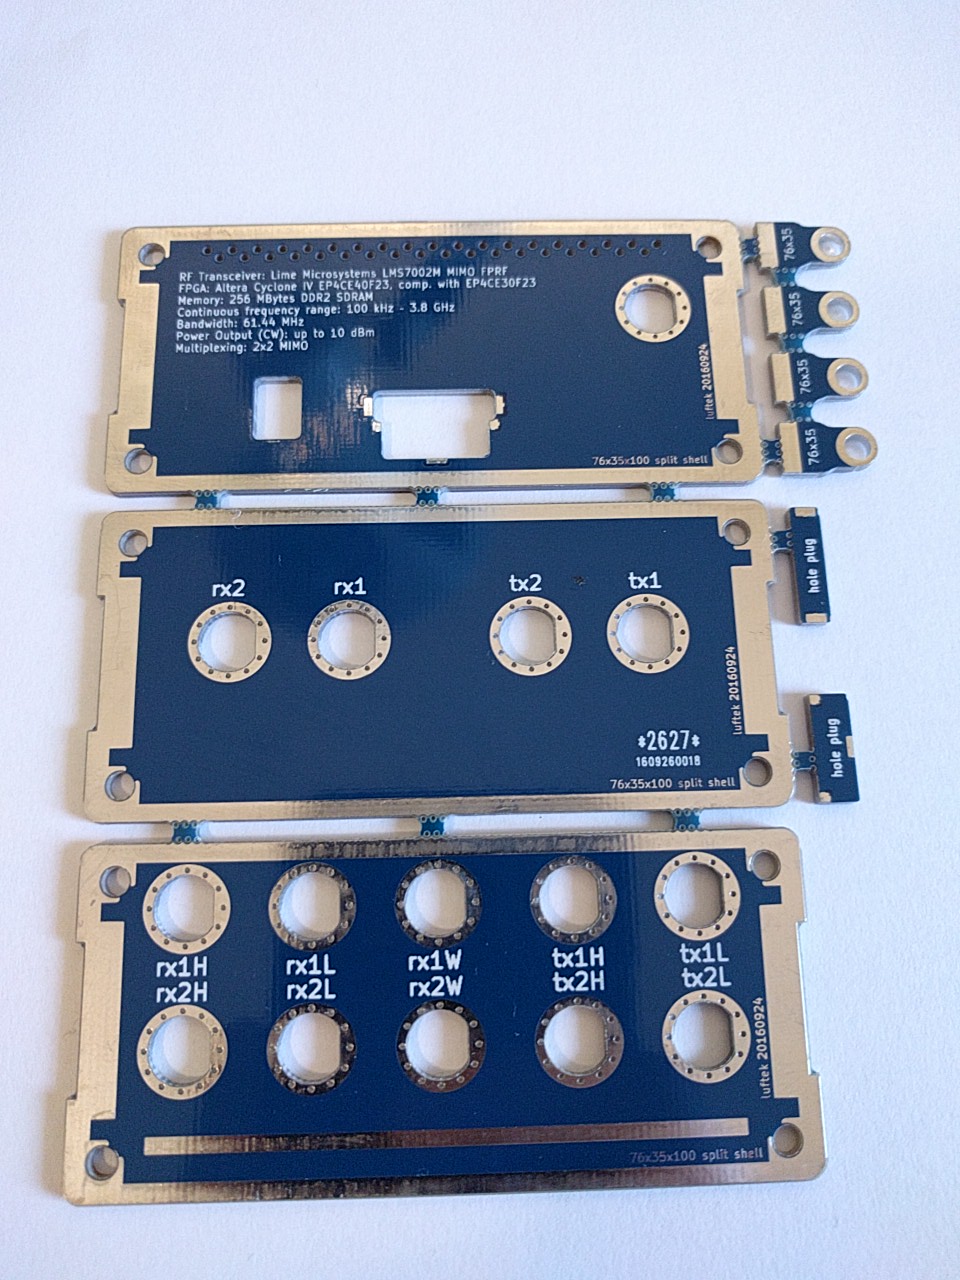 RF Transceiver: Lime Microsystems LMS7002M MIMO FPRF
FPGA: Altera Cyclone IV EP4CE40F23, comp. with EP4CE30F23
Memory: 256 MBytes DDR2 SDRAM
Continuous frequency range: 100 kHz - 3.8 GHz
Bandwidth: 61.44 MHz
Power Output (CW): up to 10 dBm
Multiplexing: 2x2 MIMO
luftek 20160924
76x35x100 split shell
76x35
76x35
76x35
76x35
rx2 rx1 tx2 tx1
luftek 20160924
*2627*
1609260018
76x35x100 split shell
hole plug
hole plug
rx1H rx1L rx1W tx1H tx1L
rx2H rx2L rx2W tx2H tx2L
luftek 20160924
76x35x100 split shell